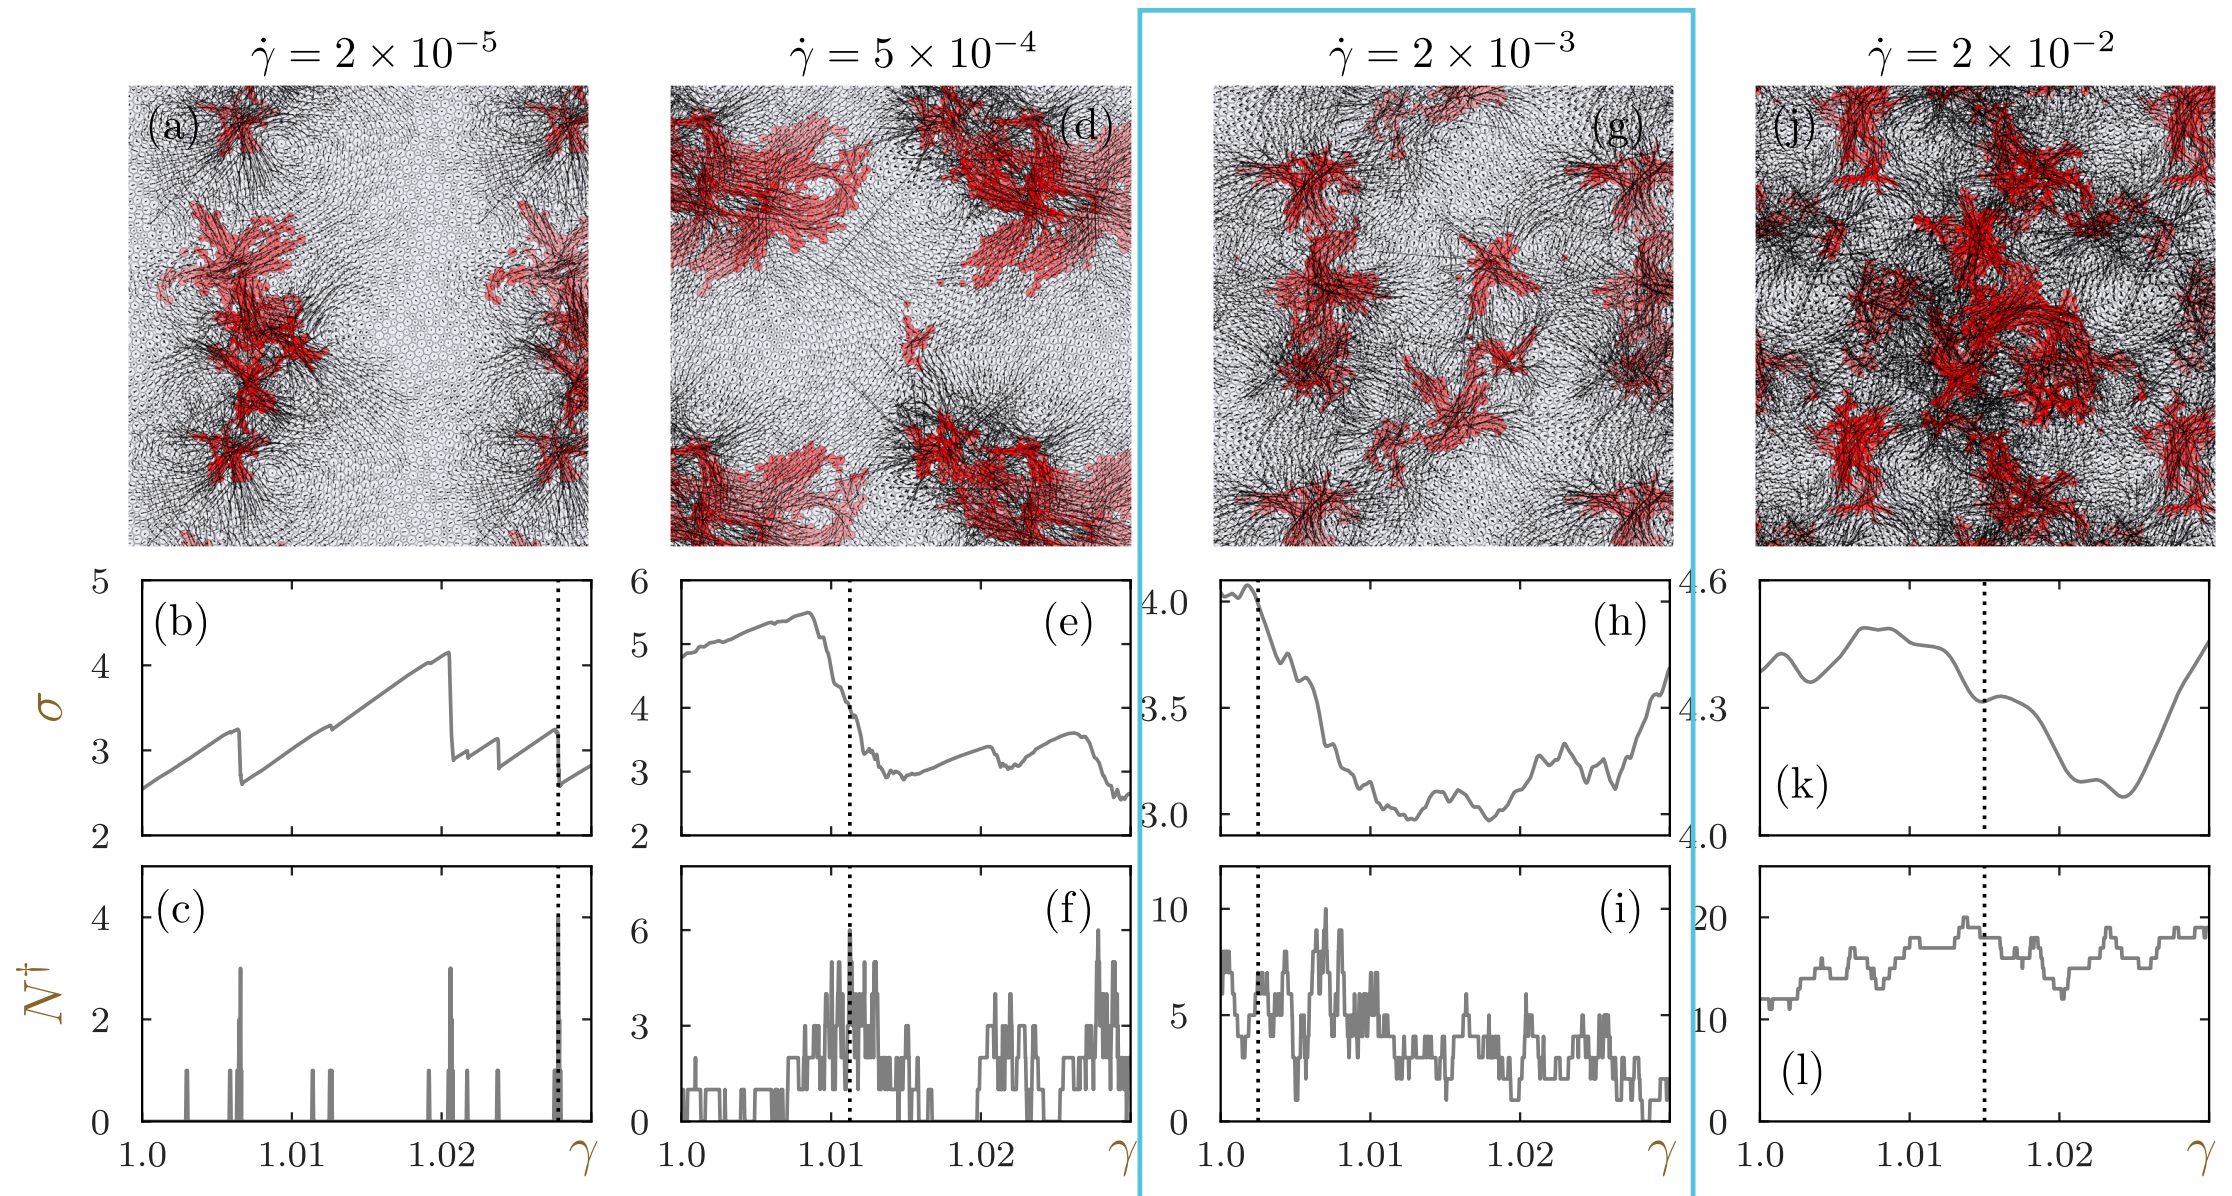 γ̇ = 2 × 10⁻⁵ γ̇ = 5 × 10⁻⁴ γ̇ = 2 × 10⁻³ γ̇ = 2 × 10⁻²
(a) (d) (g) (j)
5 6 4.6
(b) (e) 4.0 (h)
4 5
σ 4 3.5 4.3
3 3 (k)
3.0
2 2 4.0
(c) (f) 10 (i)
4 6 20
N†
2 3 5 10
(l)
0 0 0 0
1.0 1.01 1.02 γ 1.0 1.01 1.02 γ 1.0 1.01 1.02 γ 1.0 1.01 1.02 γ